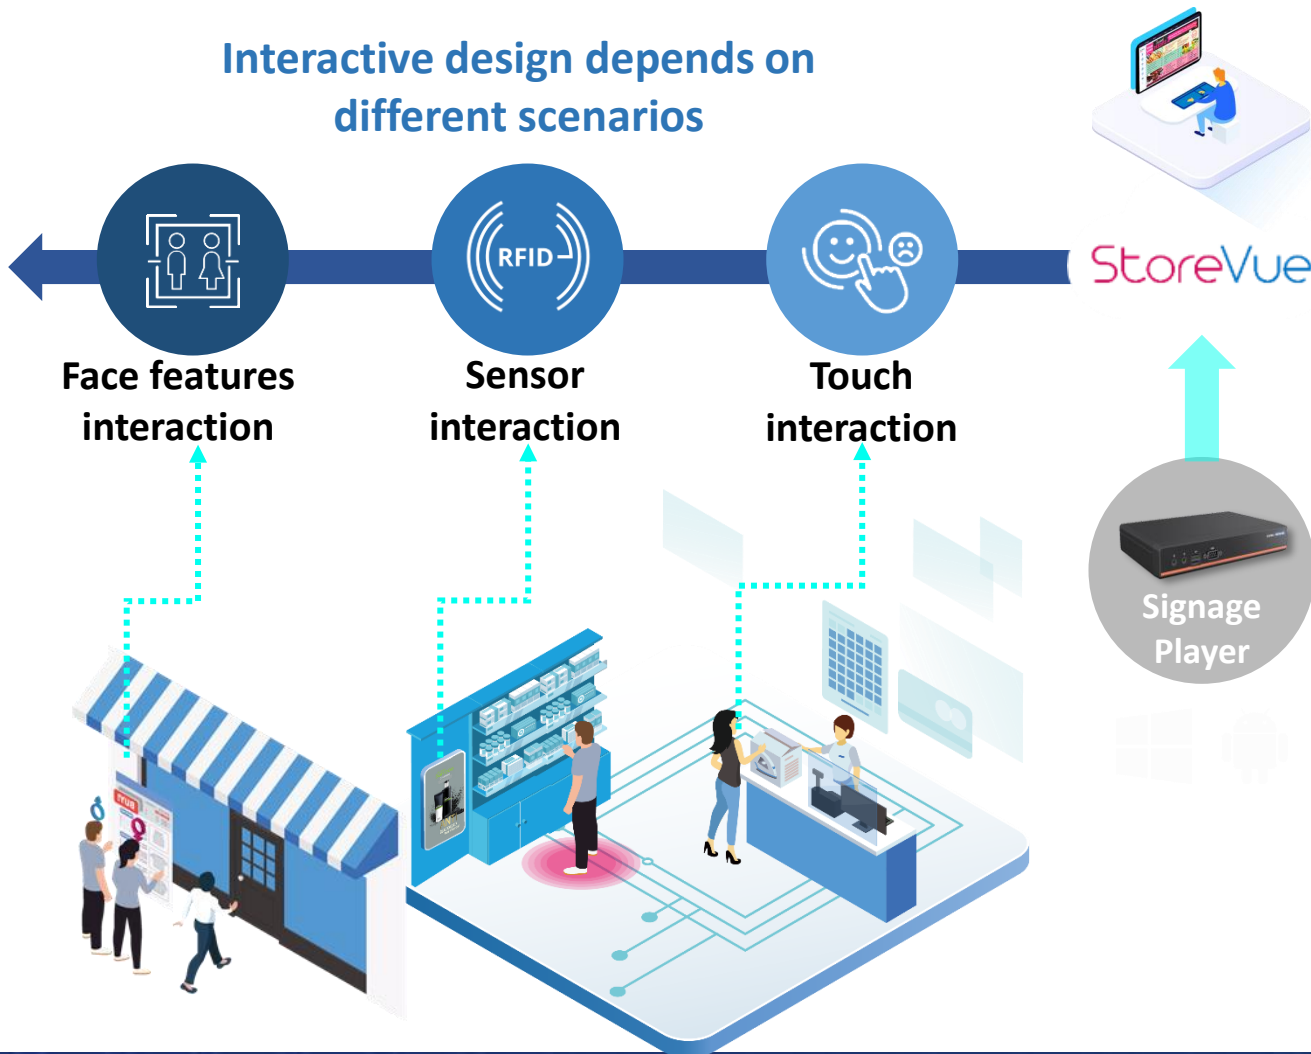 Interactive design depends on
different scenarios
StoreVue
RFID
Face features
interaction
Sensor
interaction
Touch
interaction
Signage
Player